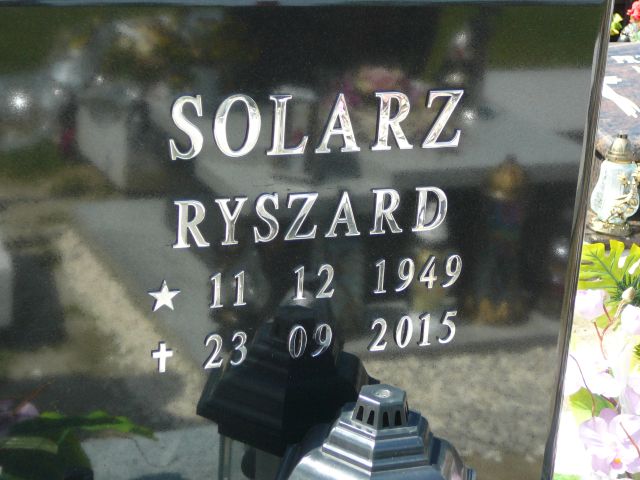 SOLARZ
RYSZARD
★ 11 12 1949
✝ 23 09 2015